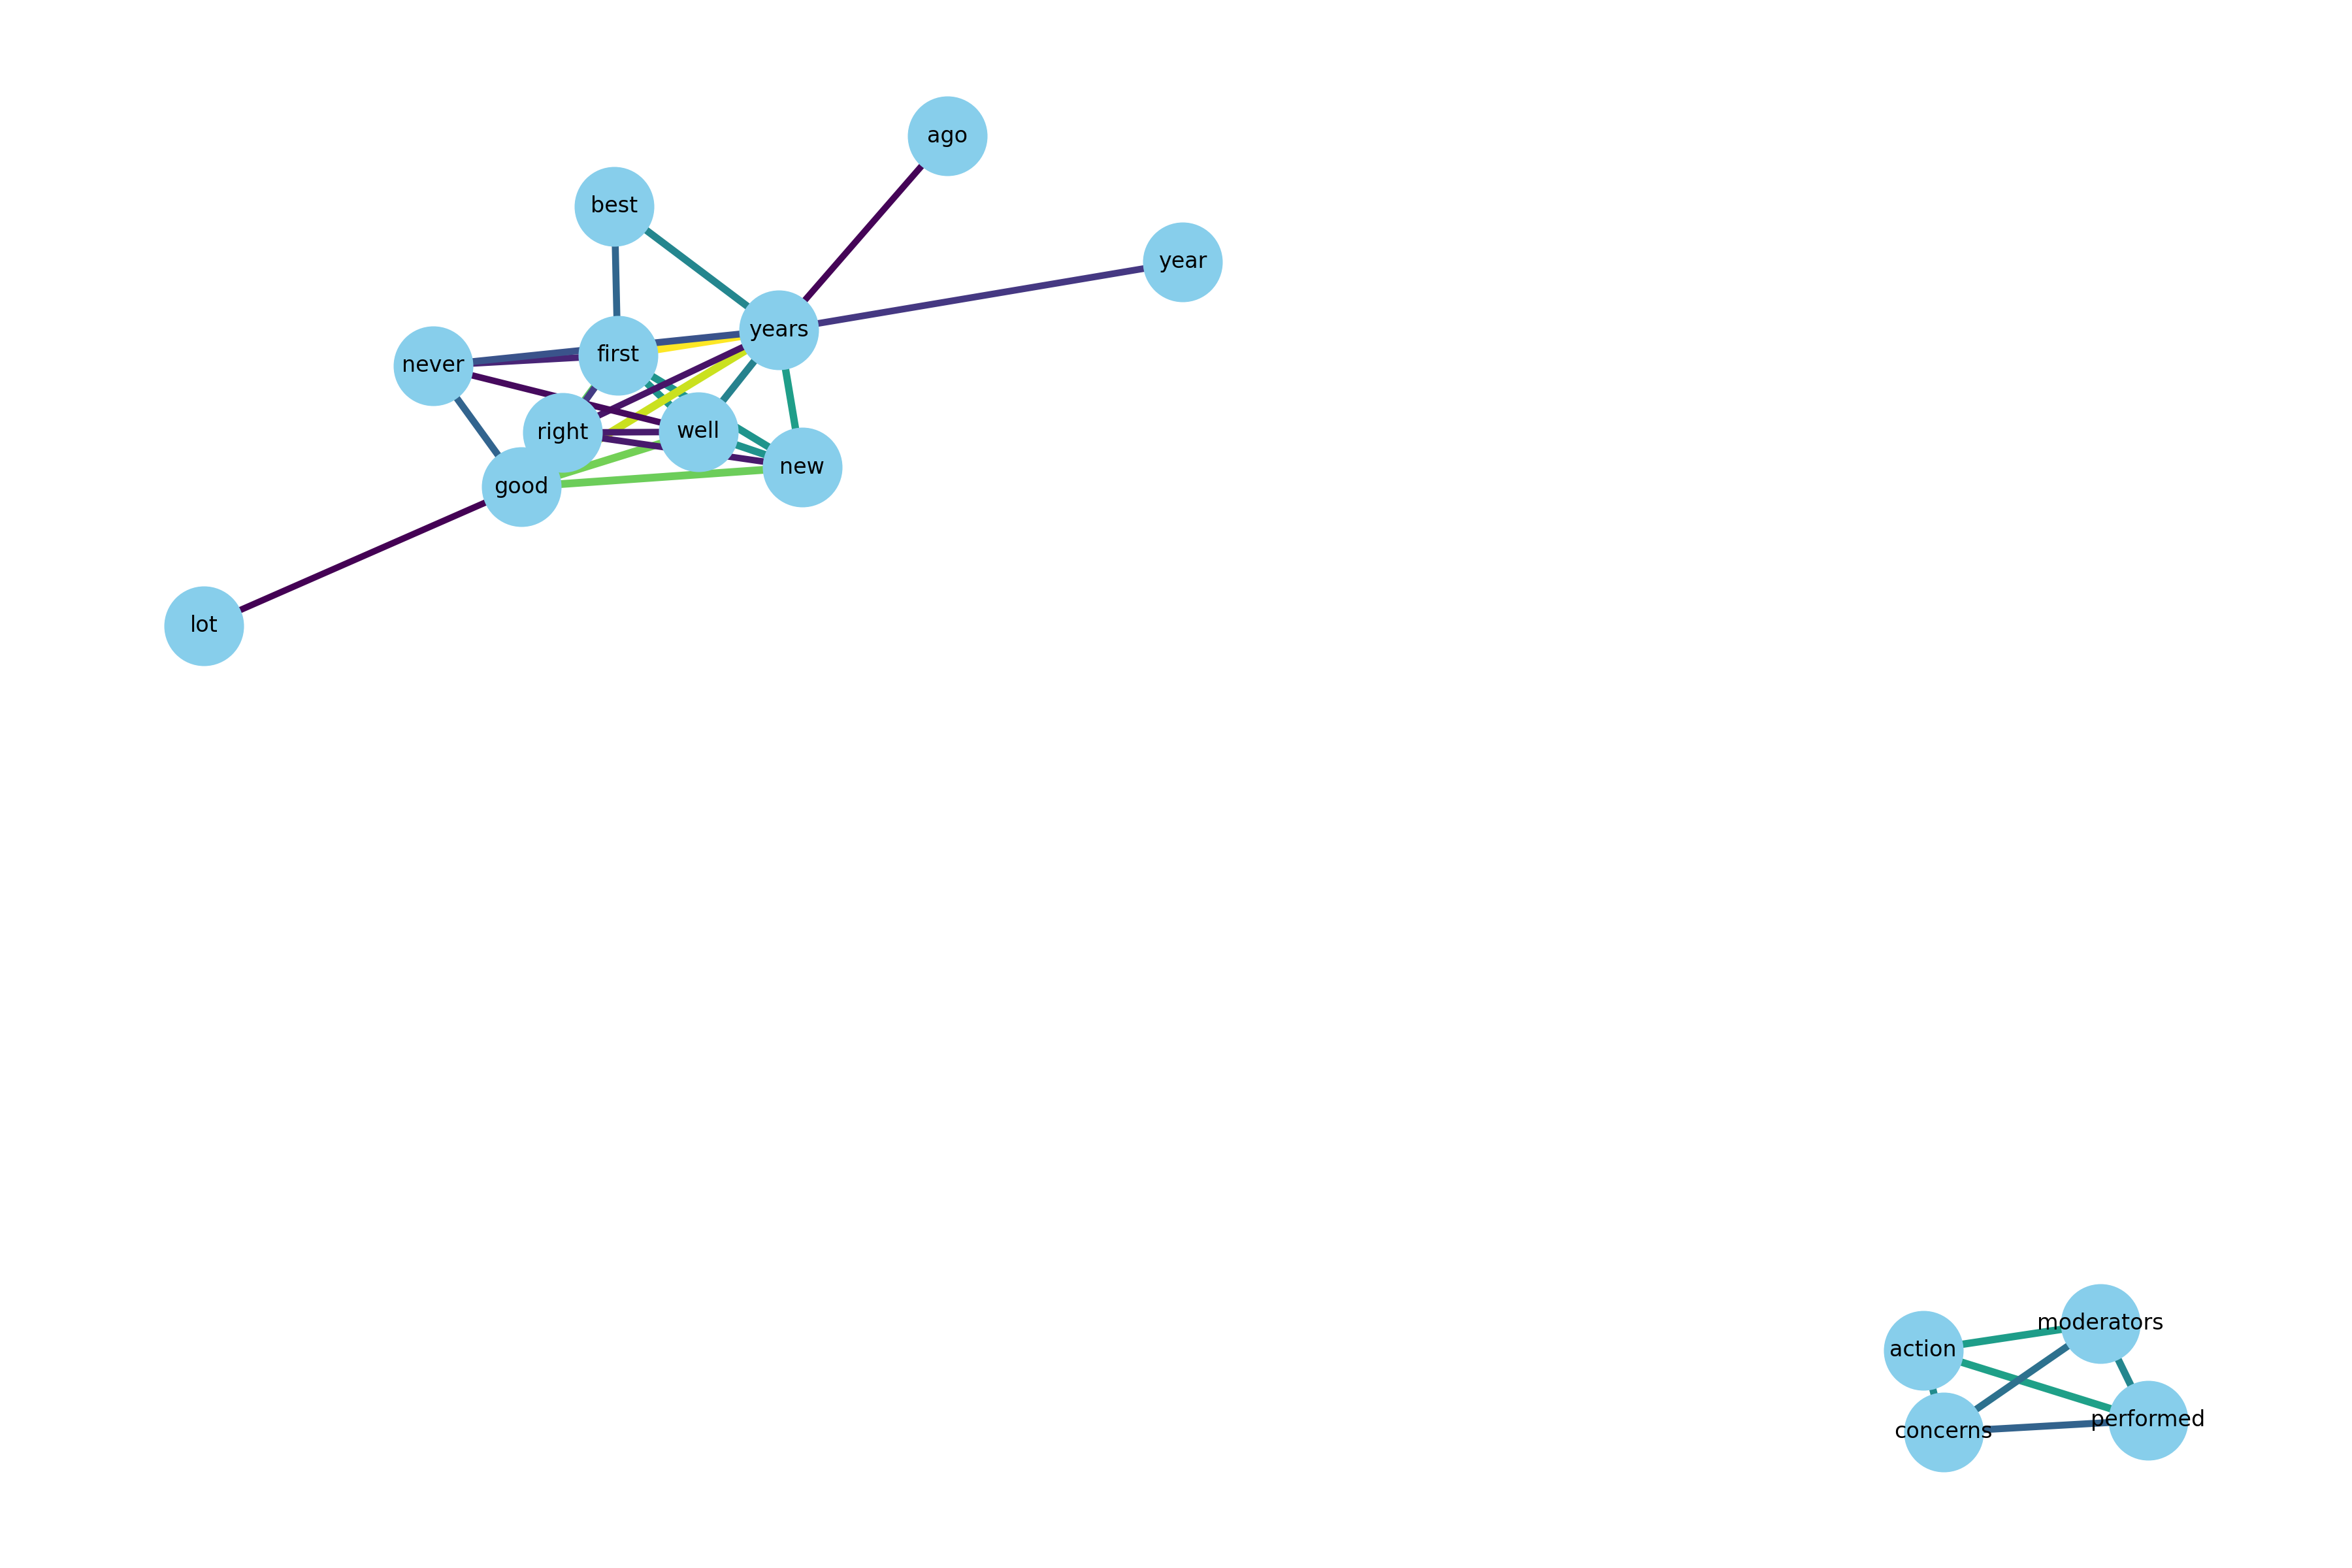 ago
best
year
years
first
never
right
well
new
good
lot
moderators
action
performed
concerns